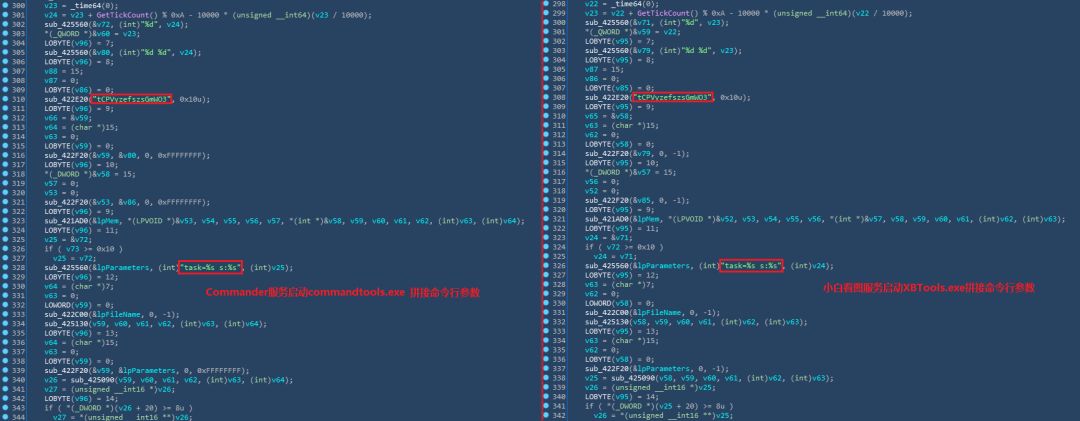 300 v23 = _time64(0);
301 v24 = v23 + GetTickCount() % 0xA - 10000 * (unsigned __int64)(v23 / 10000);
302 sub_425560(&v72, (int)"%d", v24);
303 *(_QWORD *)&v60 = v23;
304 LOBYTE(v96) = 7;
305 sub_425560(&v80, (int)"%d %d", v24);
306 LOBYTE(v96) = 8;
307 v88 = 15;
308 v87 = 0;
309 LOBYTE(v86) = 0;
310 sub_422E20("tCPVyzefszsGmWO3", 0x10u);
311 LOBYTE(v96) = 9;
312 v66 = &v59;
313 v64 = (char *)15;
314 v63 = 0;
315 LOBYTE(v59) = 0;
316 sub_422F20(&v59, &v80, 0, 0xFFFFFFFF);
317 LOBYTE(v96) = 10;
318 *(_DWORD *)&v58 = 15;
319 v57 = 0;
320 v53 = 0;
321 sub_422F20(&v53, &v86, 0, 0xFFFFFFFF);
322 LOBYTE(v96) = 9;
323 sub_421AD0(&lpMem, *(LPVOID *)&v53, v54, v55, v56, v57, *(int *)&v58, v59, v60, v61, v62, (int)v63, (int)v64);
324 LOBYTE(v96) = 11;
325 v25 = &v72;
326 if ( v73 >= 0x10 )
327 v25 = v72;
328 sub_425560(&lpParameters, (int)"task=%s s:%s", (int)v25);
329 LOBYTE(v96) = 12;
330 v64 = (char *)7;
331 v63 = 0;
332 LOWORD(v59) = 0;
333 sub_422C00(&lpFileName, 0, -1);
334 sub_425130(v59, v60, v61, v62, (int)v63, (int)v64);
335 LOBYTE(v96) = 13;
336 v64 = (char *)15;
337 v63 = 0;
338 LOBYTE(v59) = 0;
339 sub_422F20(&v59, &lpParameters, 0, 0xFFFFFFFF);
340 v26 = sub_425090(v59, v60, v61, v62, (int)v63, (int)v64);
341 v27 = (unsigned __int16 *)v26;
342 LOBYTE(v96) = 14;
343 if ( *(_DWORD *)(v26 + 20) >= 8u )
344 v27 = *(unsigned __int16 **)v26;
Commander服务启动commandtools.exe 拼接命令行参数
298 v22 = _time64(0);
299 v23 = v22 + GetTickCount() % 0xA - 10000 * (unsigned __int64)(v22 / 10000);
300 sub_425560(&v71, (int)"%d", v23);
301 *(_QWORD *)&v59 = v22;
302 LOBYTE(v95) = 7;
303 sub_425560(&v79, (int)"%d %d", v23);
304 LOBYTE(v95) = 8;
305 v87 = 15;
306 v86 = 0;
307 LOBYTE(v85) = 0;
308 sub_422E20("tCPVyzefszsGmWO3", 0x10u);
309 LOBYTE(v95) = 9;
310 v65 = &v58;
311 v63 = (char *)15;
312 v62 = 0;
313 LOBYTE(v58) = 0;
314 sub_422F20(&v79, 0, -1);
315 LOBYTE(v95) = 10;
316 *(_DWORD *)&v57 = 15;
317 v56 = 0;
318 v52 = 0;
319 sub_422F20(&v85, 0, -1);
320 LOBYTE(v95) = 9;
321 sub_421AD0(&lpMem, *(LPVOID *)&v52, v53, v54, v55, v56, *(int *)&v57, v58, v59, v60, v61, (int)v62, (int)v63);
322 LOBYTE(v95) = 11;
323 v24 = &v71;
324 if ( v72 >= 0x10 )
325 v24 = v71;
326 sub_425560(&lpParameters, (int)"task=%s s:%s", (int)v24);
327 LOBYTE(v95) = 12;
328 v63 = (char *)7;
329 v62 = 0;
330 LOWORD(v58) = 0;
331 sub_422C00(&lpFileName, 0, -1);
332 sub_425130(v58, v59, v60, v61, (int)v62, (int)v63);
333 LOBYTE(v95) = 13;
334 v63 = (char *)15;
335 v62 = 0;
336 LOBYTE(v58) = 0;
337 sub_422F20(&lpParameters, 0, -1);
338 v25 = sub_425090(v58, v59, v60, v61, (int)v62, (int)v63);
339 v26 = (unsigned __int16 *)v25;
340 LOBYTE(v95) = 14;
341 if ( *(_DWORD *)(v25 + 20) >= 8u )
342 v26 = *(unsigned __int16 **)v25;
小白看图服务启动XBTools.exe拼接命令行参数